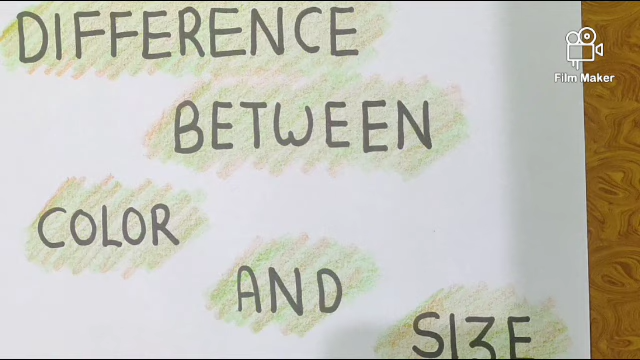 DIFFERENCE
Film Maker
BETWEEN
COLOR
AND
SIZE